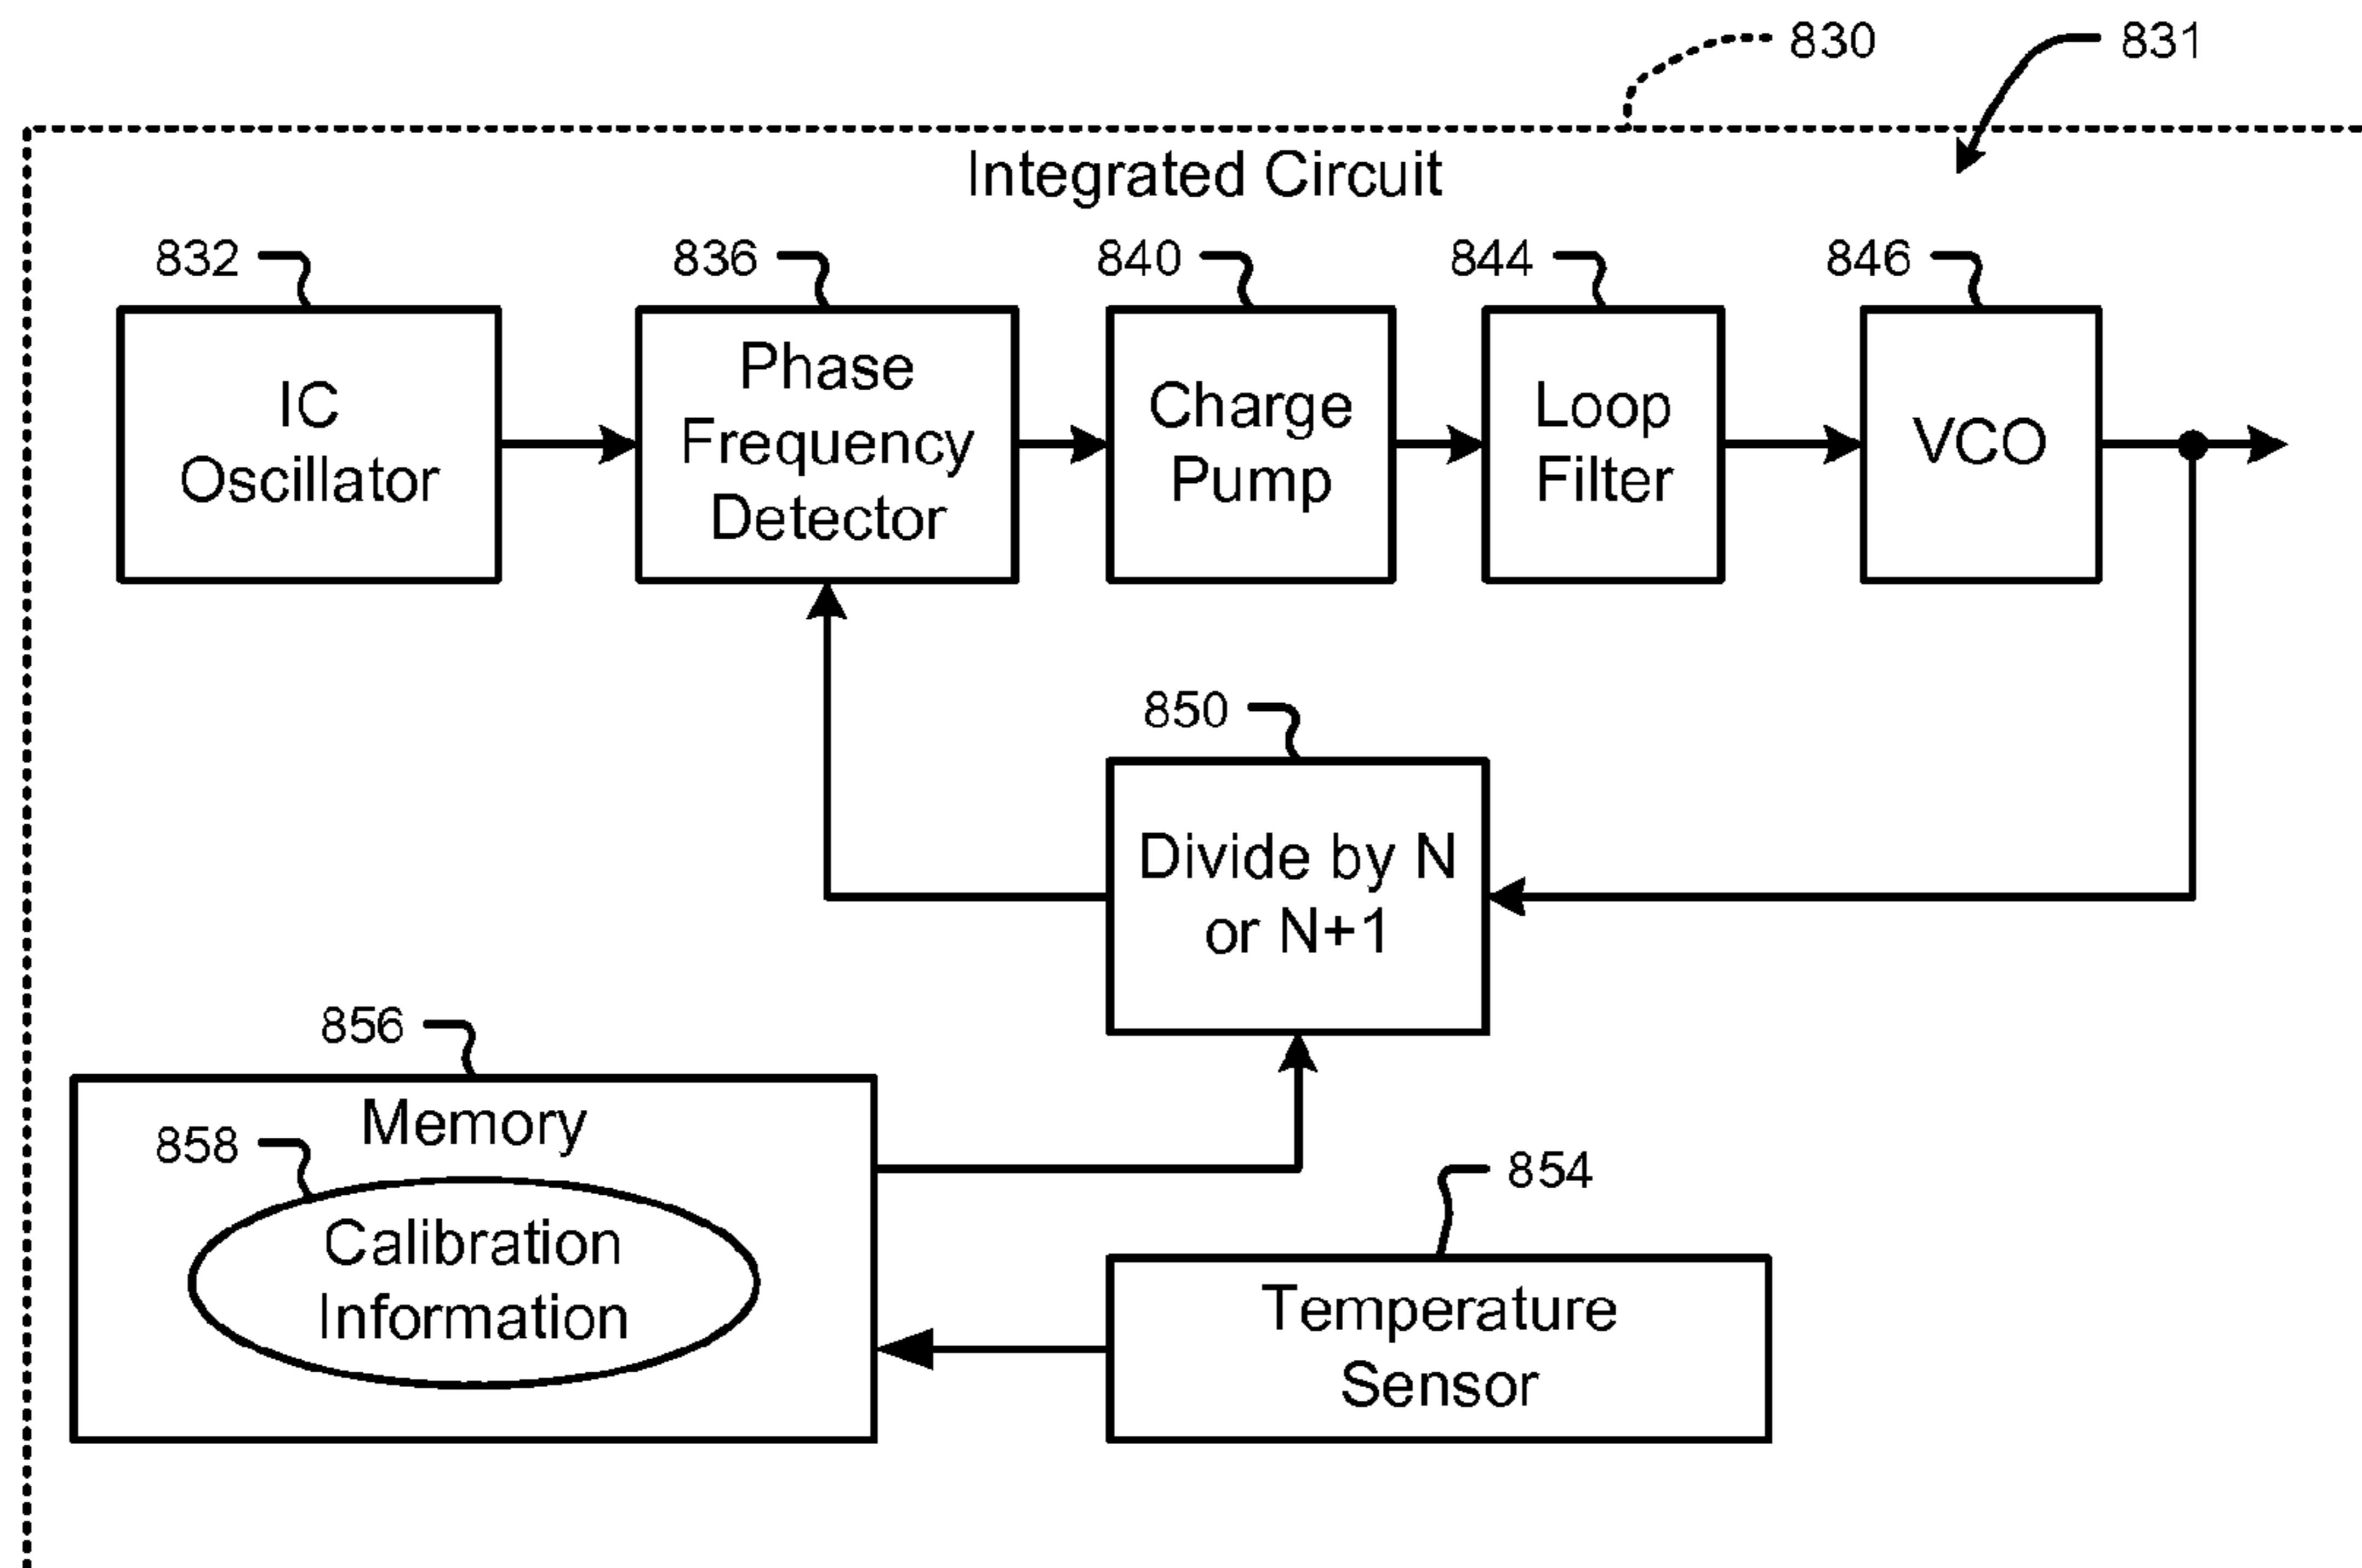 830
831
Integrated Circuit
832
836
840
844
846
IC
Oscillator
Phase
Frequency
Detector
Charge
Pump
Loop
Filter
VCO
850
Divide by N
or N+1
856
Memory
858
Calibration
Information
854
Temperature
Sensor